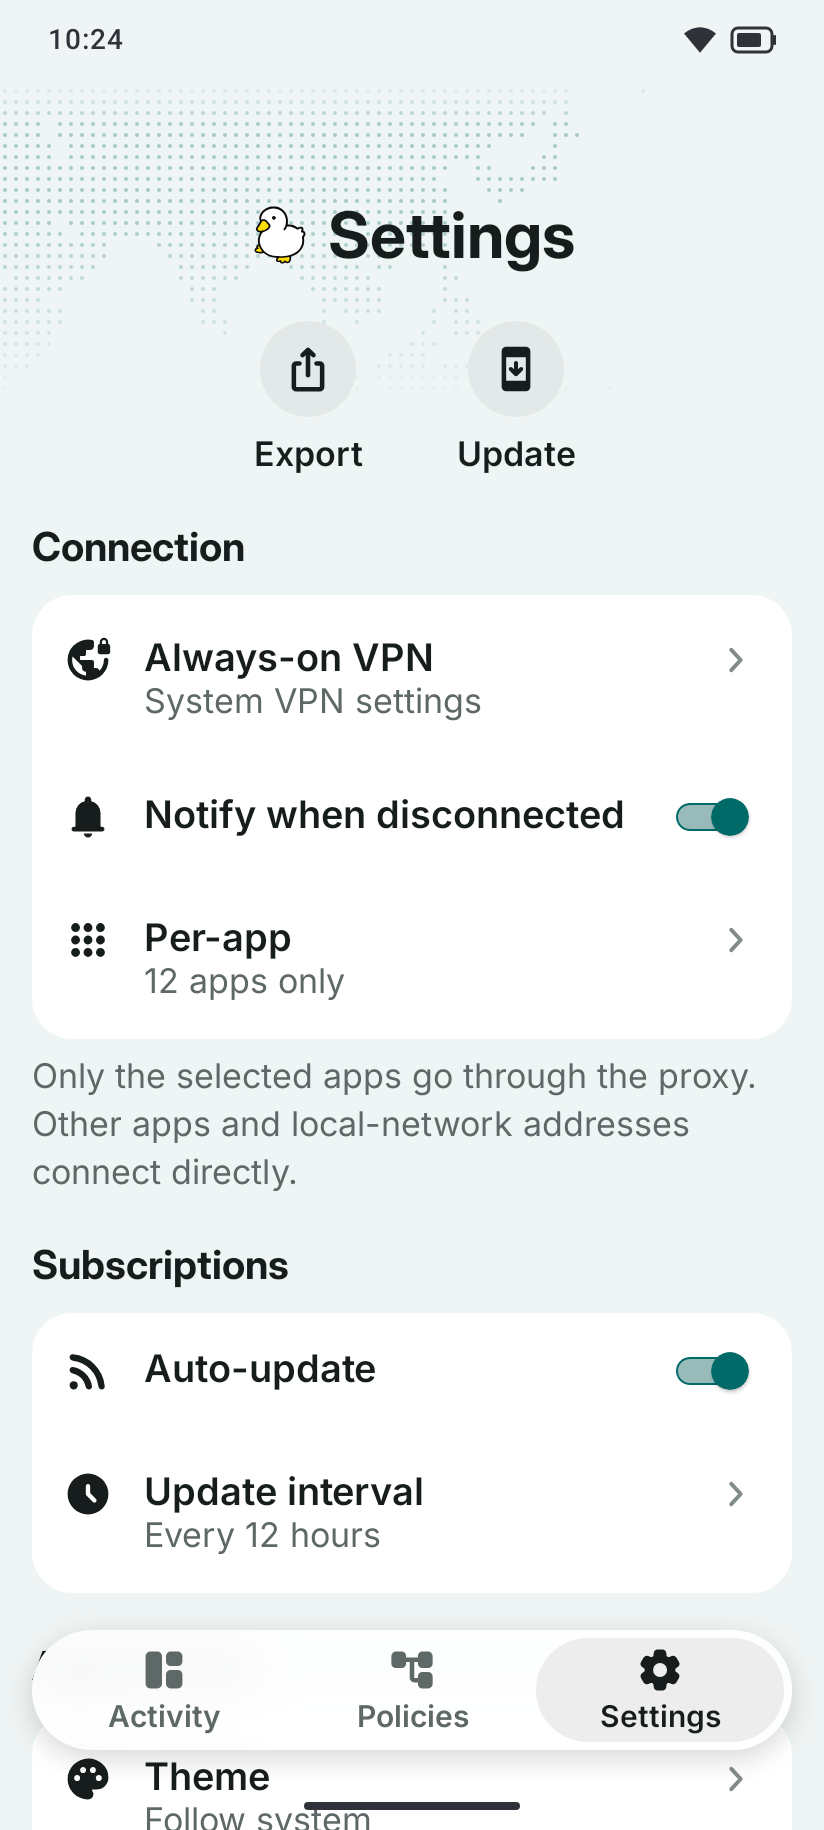 10:24
Settings
Export
Update
Connection
Always-on VPN
System VPN settings
Notify when disconnected
Per-app
12 apps only
Only the selected apps go through the proxy.
Other apps and local-network addresses
connect directly.
Subscriptions
Auto-update
Update interval
Every 12 hours
Activity
Policies
Settings
Theme
Follow system